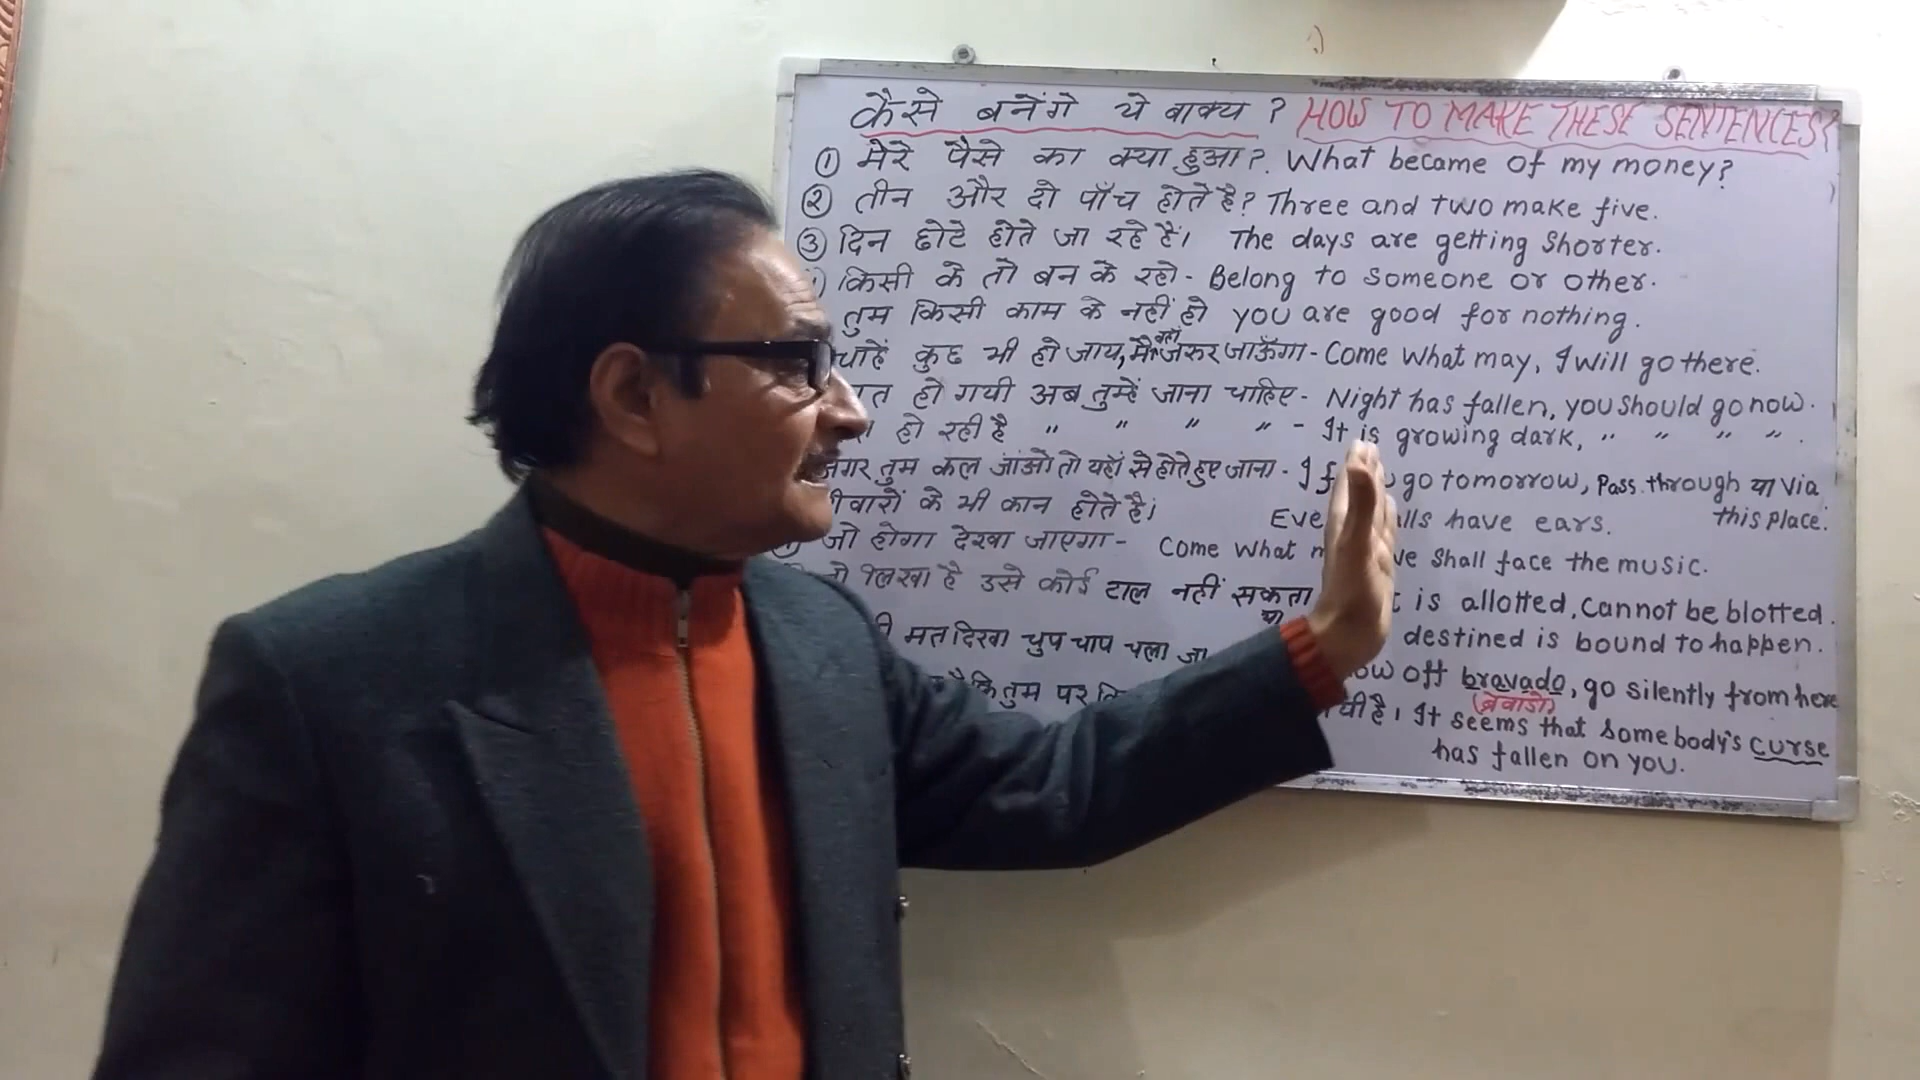 कैसे बनेंगे ये वाक्य ? HOW TO MAKE THESE SENTENCES?
① मेरे पैसे का क्या हुआ ? What became of my money?
② तीन और दो पाँच होते है? Three and two make five.
③ दिन छोटे होते जा रहे हैं। The days are getting shorter.
किसी के तो बन के रहो - Belong to someone or other.
तुम किसी काम के नहीं हो you are good for nothing.
चाहें कुछ भी हो जाय, मैं वहाँ जरुर जाऊँगा - Come what may, I will go there.
हो गयी अब तुम्हें जाना चाहिए - Night has fallen, you should go now.
हो रही है " " " " - It is growing dark, " " " " .
अगर तुम कल जाओ तो यहाँ से होते हुए जाना - If go tomorrow, Pass through या via
this place.
के भी कान होते है। have ears.
जो होगा देखा जाएगा - Come what shall face the music.
लिखा है उसे कोई टाल नहीं सकता is allotted, cannot be blotted.
या destined is bound to happen.
मत दिखा चुप चाप चला जा off bravado, go silently from here
(ब्रेवाडो)
कि तुम पर है। It seems that somebody's curse
has fallen on you.